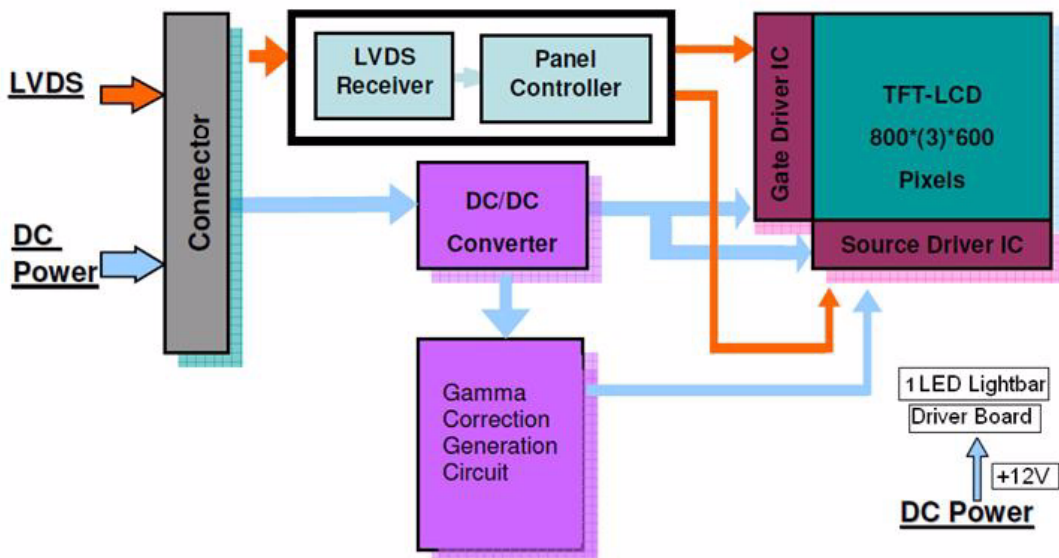 LVDS
DC
Power
Connector
LVDS
Receiver
Panel
Controller
DC/DC
Converter
Gamma
Correction
Generation
Circuit
Gate Driver IC
TFT-LCD
800*(3)*600
Pixels
Source Driver IC
1 LED Lightbar
Driver Board
+12V
DC Power